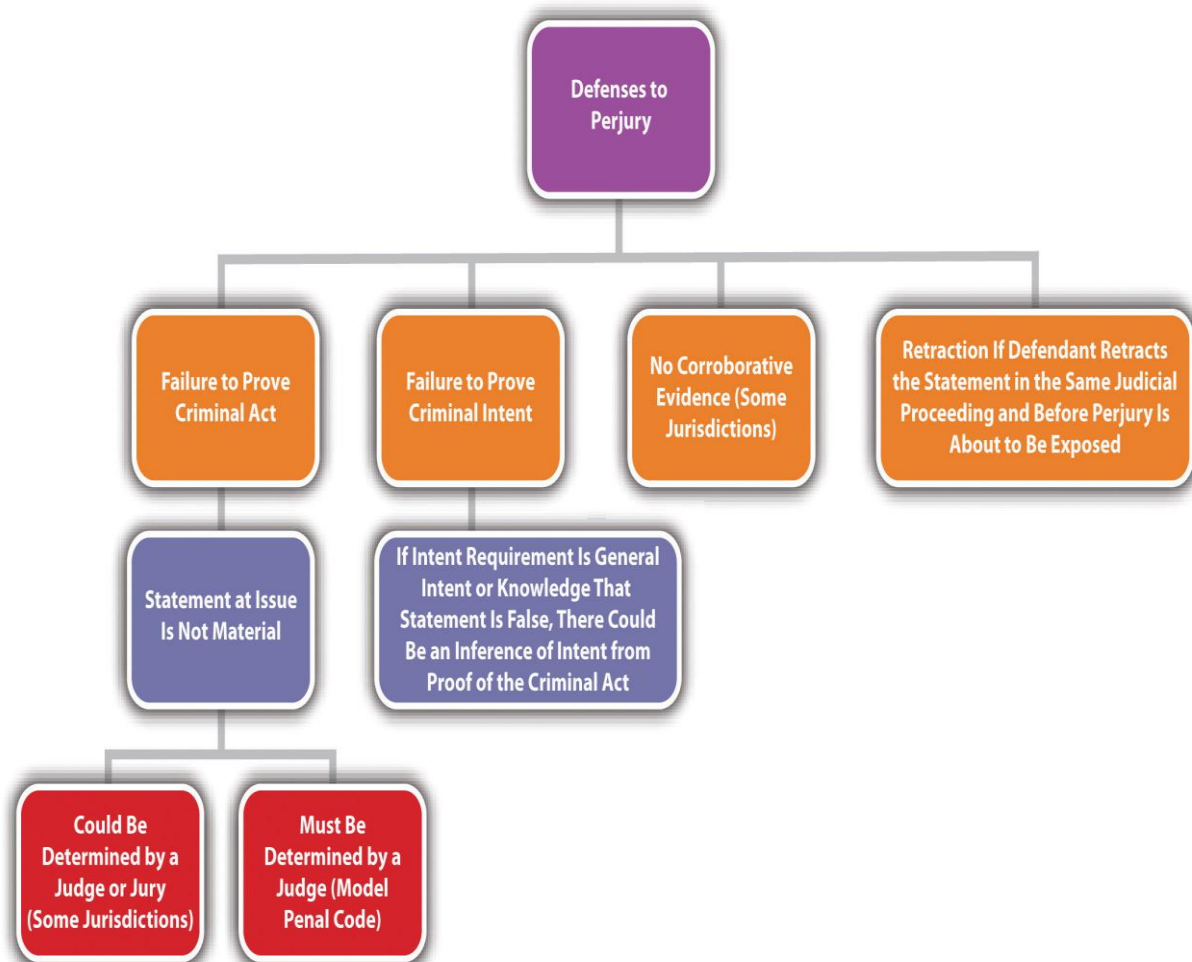 Defenses to
Perjury
Failure to Prove
Criminal Act
Failure to Prove
Criminal Intent
No Corroborative
Evidence (Some
Jurisdictions)
Retraction If Defendant Retracts
the Statement in the Same Judicial
Proceeding and Before Perjury Is
About to Be Exposed
Statement at Issue
Is Not Material
If Intent Requirement Is General
Intent or Knowledge That
Statement Is False, There Could
Be an Inference of Intent from
Proof of the Criminal Act
Could Be
Determined by a
Judge or Jury
(Some Jurisdictions)
Must Be
Determined by a
Judge (Model
Penal Code)